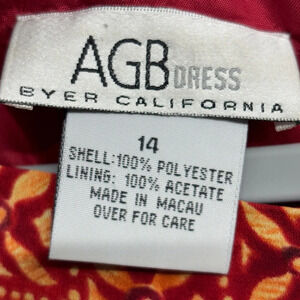 AGB DRESS
BYER CALIFORNIA
14
SHELL:100% POLYESTER
LINING: 100% ACETATE
MADE IN MACAU
OVER FOR CARE